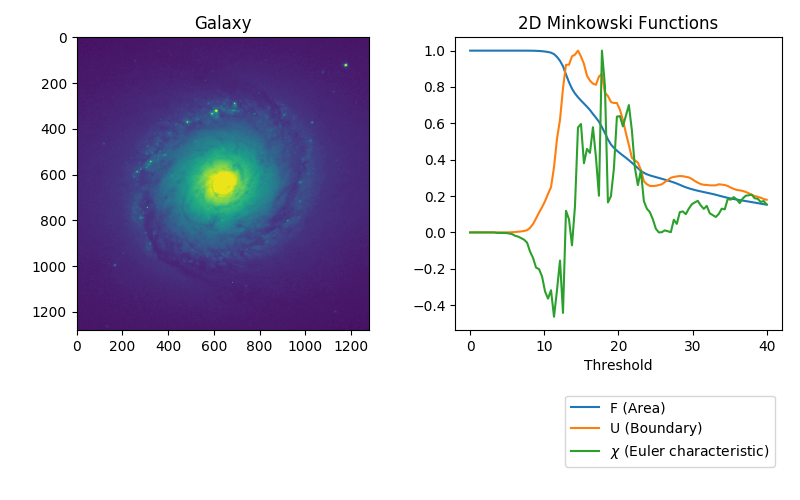 Galaxy
0
200
400
600
800
1000
1200
0 200 400 600 800 1000 1200
2D Minkowski Functions
1.0
0.8
0.6
0.4
0.2
0.0
−0.2
−0.4
0 10 20 30 40
Threshold
F (Area)
U (Boundary)
χ (Euler characteristic)